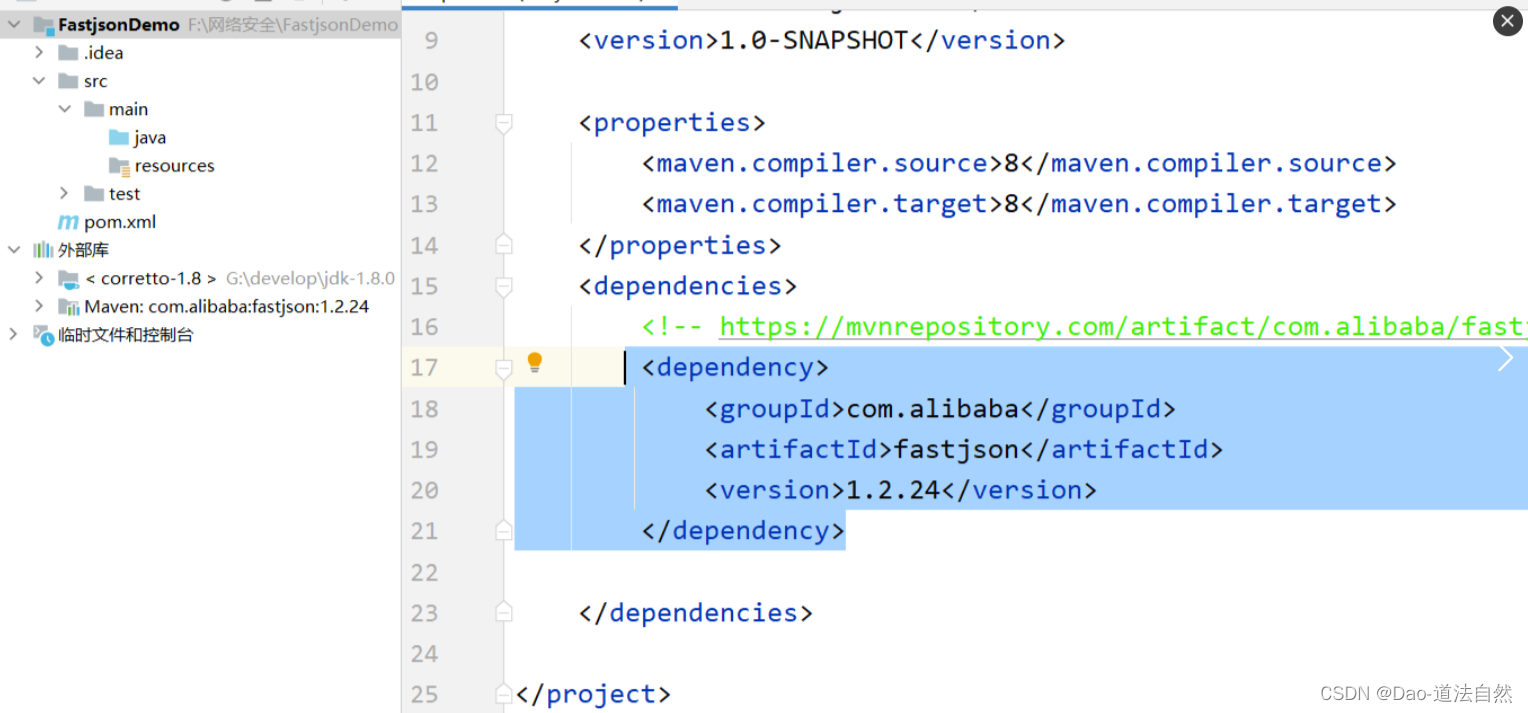 FastjsonDemo F:\网络安全\FastjsonDemo
.idea
src
main
java
resources
test
pom.xml
外部库
< corretto-1.8 > G:\develop\jdk-1.8.0
Maven: com.alibaba:fastjson:1.2.24
临时文件和控制台
9 <version>1.0-SNAPSHOT</version>
10
11 <properties>
12 <maven.compiler.source>8</maven.compiler.source>
13 <maven.compiler.target>8</maven.compiler.target>
14 </properties>
15 <dependencies>
16 <!-- https://mvnrepository.com/artifact/com.alibaba/fast
17 <dependency>
18 <groupId>com.alibaba</groupId>
19 <artifactId>fastjson</artifactId>
20 <version>1.2.24</version>
21 </dependency>
22
23 </dependencies>
24
25 </project>
CSDN @Dao-道法自然